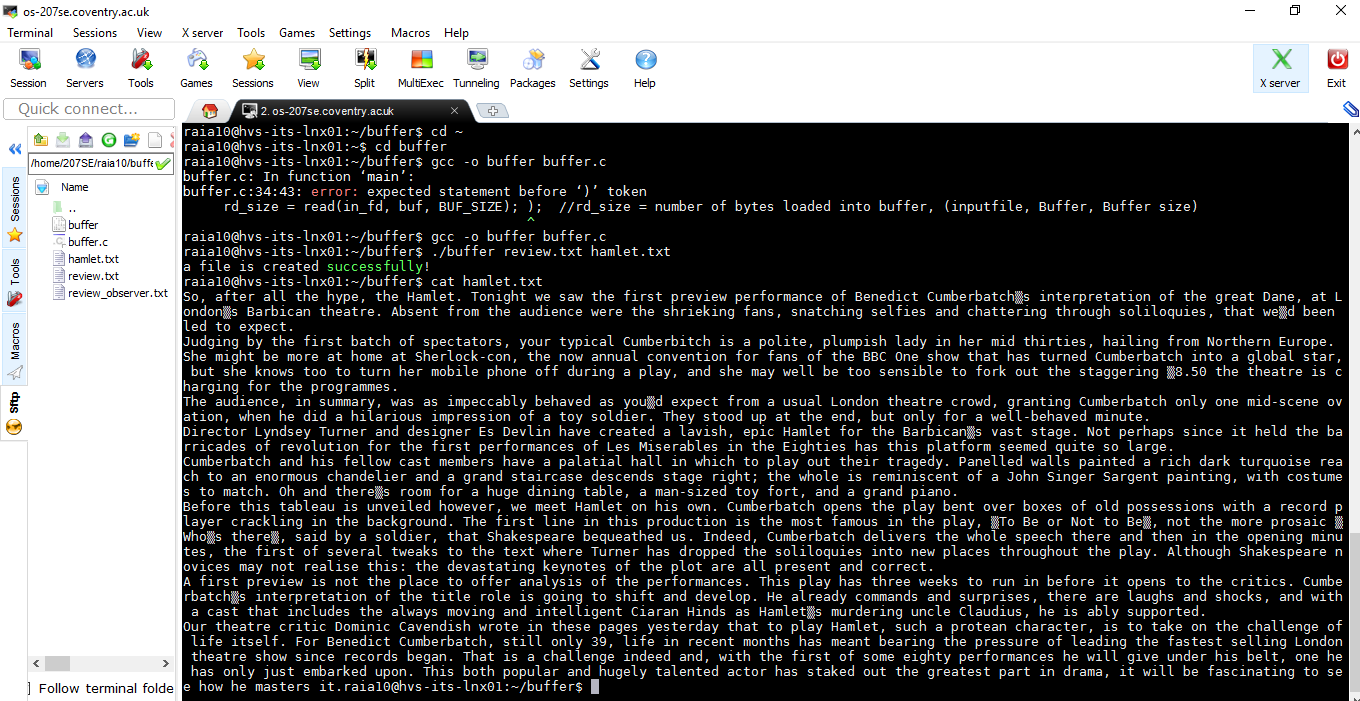 os-207se.coventry.ac.uk
Terminal Sessions View X server Tools Games Settings Macros Help
Session Servers Tools Games Sessions View Split MultiExec Tunneling Packages Settings Help X server Exit
Quick connect...
2. os-207se.coventry.ac.uk
/home/207SE/raia10/buffe
Name
..
buffer
buffer.c
hamlet.txt
review.txt
review_observer.txt
Sessions
Tools
Macros
Sftp
Follow terminal folde
raia10@hvs-its-lnx01:~/buffer$ cd ~
raia10@hvs-its-lnx01:~$ cd buffer
raia10@hvs-its-lnx01:~/buffer$ gcc -o buffer buffer.c
buffer.c: In function ‘main’:
buffer.c:34:43: error: expected statement before ‘)’ token
rd_size = read(in_fd, buf, BUF_SIZE); );  //rd_size = number of bytes loaded into buffer, (inputfile, Buffer, Buffer size)
^
raia10@hvs-its-lnx01:~/buffer$ gcc -o buffer buffer.c
raia10@hvs-its-lnx01:~/buffer$ ./buffer review.txt hamlet.txt
a file is created successfully!
raia10@hvs-its-lnx01:~/buffer$ cat hamlet.txt
So, after all the hype, the Hamlet. Tonight we saw the first preview performance of Benedict Cumberbatch▒s interpretation of the great Dane, at L
ondon▒s Barbican theatre. Absent from the audience were the shrieking fans, snatching selfies and chattering through soliloquies, that we▒d been
led to expect.
Judging by the first batch of spectators, your typical Cumberbitch is a polite, plumpish lady in her mid thirties, hailing from Northern Europe.
She might be more at home at Sherlock-con, the now annual convention for fans of the BBC One show that has turned Cumberbatch into a global star,
but she knows too to turn her mobile phone off during a play, and she may well be too sensible to fork out the staggering ▒8.50 the theatre is c
harging for the programmes.
The audience, in summary, was as impeccably behaved as you▒d expect from a usual London theatre crowd, granting Cumberbatch only one mid-scene ov
ation, when he did a hilarious impression of a toy soldier. They stood up at the end, but only for a well-behaved minute.
Director Lyndsey Turner and designer Es Devlin have created a lavish, epic Hamlet for the Barbican▒s vast stage. Not perhaps since it held the ba
rricades of revolution for the first performances of Les Miserables in the Eighties has this platform seemed quite so large.
Cumberbatch and his fellow cast members have a palatial hall in which to play out their tragedy. Panelled walls painted a rich dark turquoise rea
ch to an enormous chandelier and a grand staircase descends stage right; the whole is reminiscent of a John Singer Sargent painting, with costume
s to match. Oh and there▒s room for a huge dining table, a man-sized toy fort, and a grand piano.
Before this tableau is unveiled however, we meet Hamlet on his own. Cumberbatch opens the play bent over boxes of old possessions with a record p
layer crackling in the background. The first line in this production is the most famous in the play, ▒To Be or Not to Be▒, not the more prosaic ▒
Who▒s there▒, said by a soldier, that Shakespeare bequeathed us. Indeed, Cumberbatch delivers the whole speech there and then in the opening minu
tes, the first of several tweaks to the text where Turner has dropped the soliloquies into new places throughout the play. Although Shakespeare n
ovices may not realise this: the devastating keynotes of the plot are all present and correct.
A first preview is not the place to offer analysis of the performances. This play has three weeks to run in before it opens to the critics. Cumbe
rbatch▒s interpretation of the title role is going to shift and develop. He already commands and surprises, there are laughs and shocks, and with
a cast that includes the always moving and intelligent Ciaran Hinds as Hamlet▒s murdering uncle Claudius, he is ably supported.
Our theatre critic Dominic Cavendish wrote in these pages yesterday that to play Hamlet, such a protean character, is to take on the challenge of
life itself. For Benedict Cumberbatch, still only 39, life in recent months has meant bearing the pressure of leading the fastest selling London
theatre show since records began. That is a challenge indeed and, with the first of some eighty performances he will give under his belt, one he
has only just embarked upon. This both popular and hugely talented actor has staked out the greatest part in drama, it will be fascinating to se
e how he masters it.raia10@hvs-its-lnx01:~/buffer$